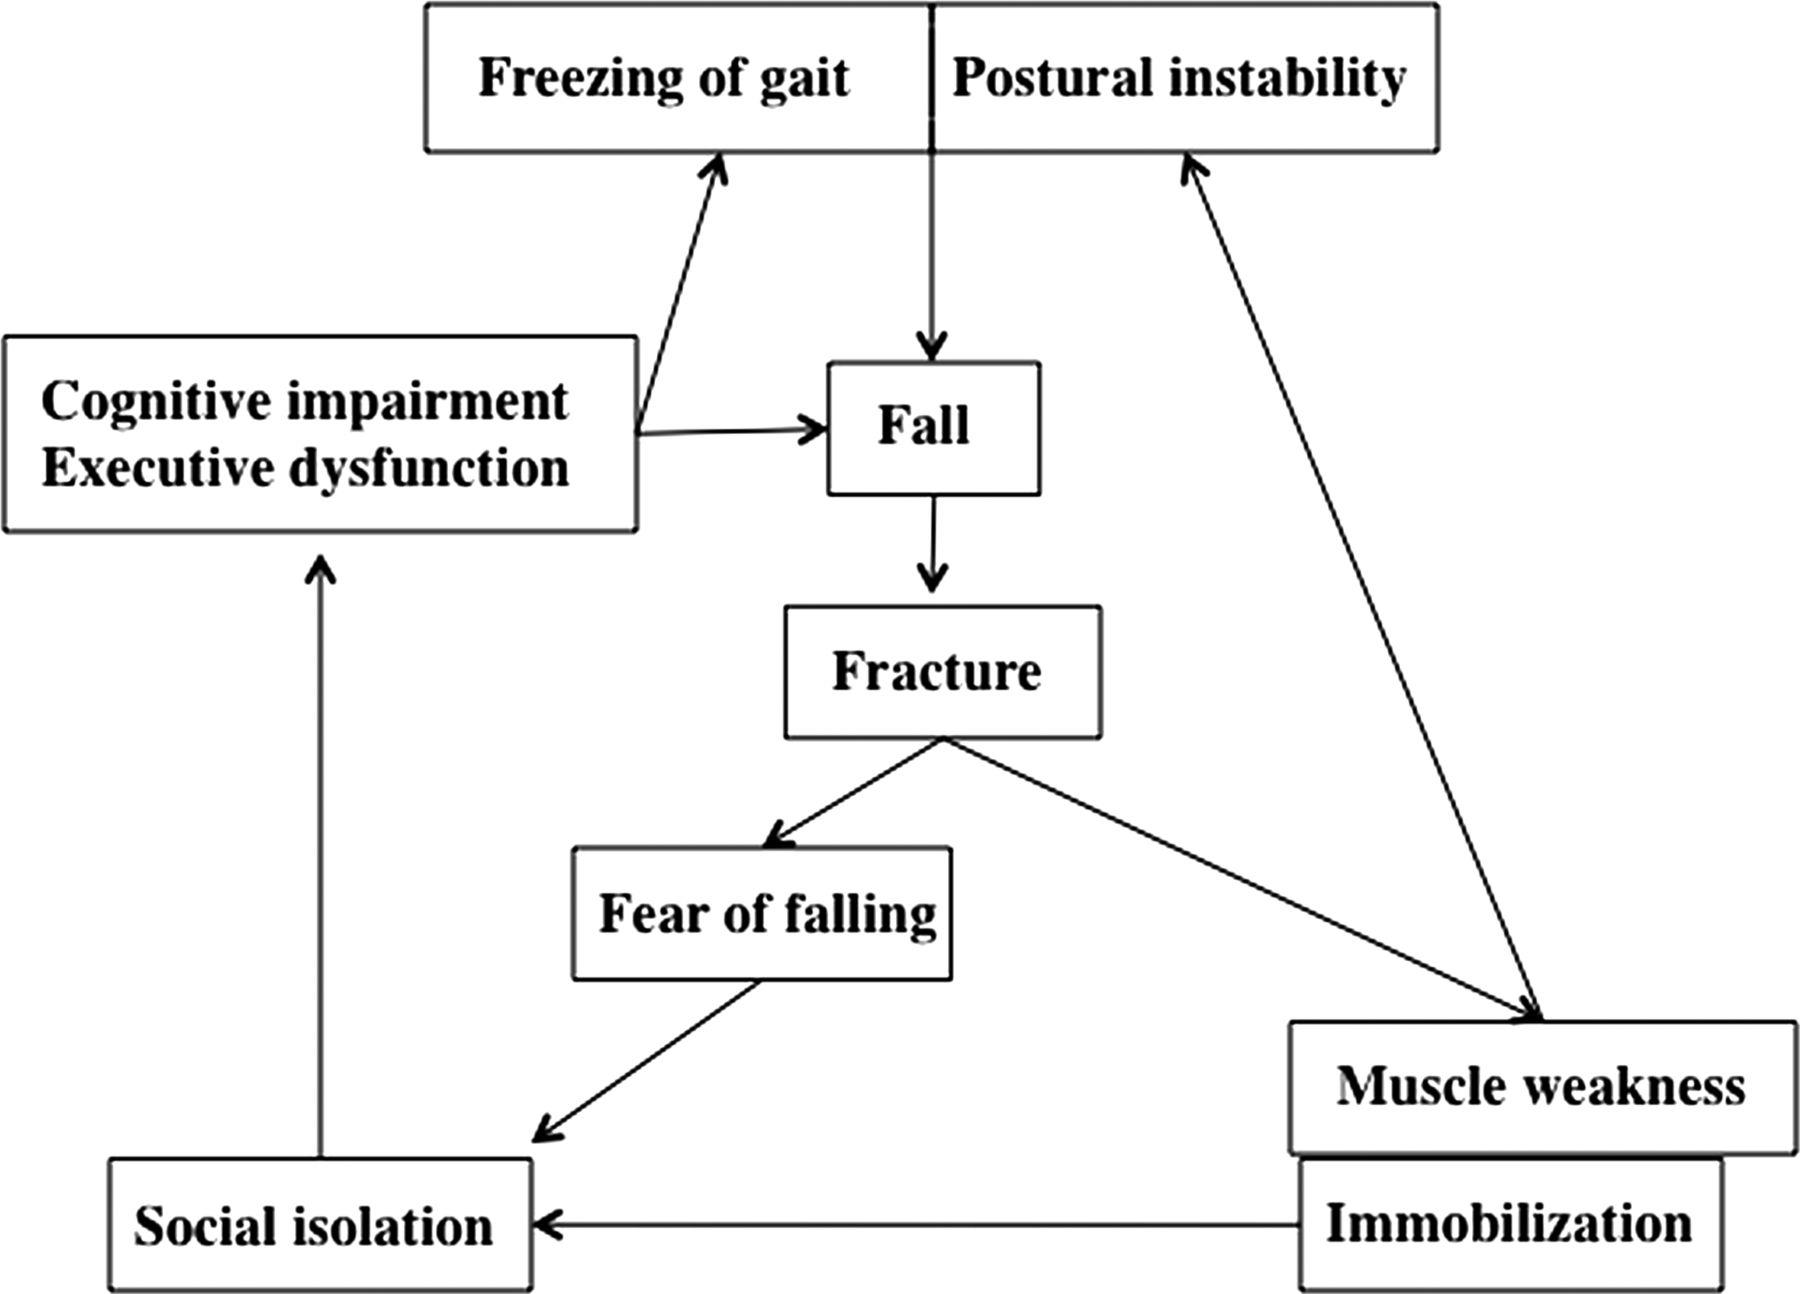 Freezing of gait
Postural instability
Cognitive impairment
Executive dysfunction
Fall
Fracture
Fear of falling
Muscle weakness
Social isolation
Immobilization